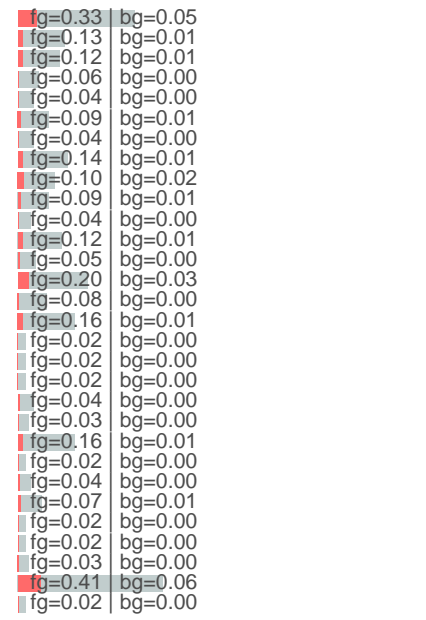 fg=0.33 | bg=0.05
fg=0.13 | bg=0.01
fg=0.12 | bg=0.01
fg=0.06 | bg=0.00
fg=0.04 | bg=0.00
fg=0.09 | bg=0.01
fg=0.04 | bg=0.00
fg=0.14 | bg=0.01
fg=0.10 | bg=0.02
fg=0.09 | bg=0.01
fg=0.04 | bg=0.00
fg=0.12 | bg=0.01
fg=0.05 | bg=0.00
fg=0.20 | bg=0.03
fg=0.08 | bg=0.00
fg=0.16 | bg=0.01
fg=0.02 | bg=0.00
fg=0.02 | bg=0.00
fg=0.02 | bg=0.00
fg=0.04 | bg=0.00
fg=0.03 | bg=0.00
fg=0.16 | bg=0.01
fg=0.02 | bg=0.00
fg=0.04 | bg=0.00
fg=0.07 | bg=0.01
fg=0.02 | bg=0.00
fg=0.02 | bg=0.00
fg=0.03 | bg=0.00
fg=0.41 | bg=0.06
fg=0.02 | bg=0.00